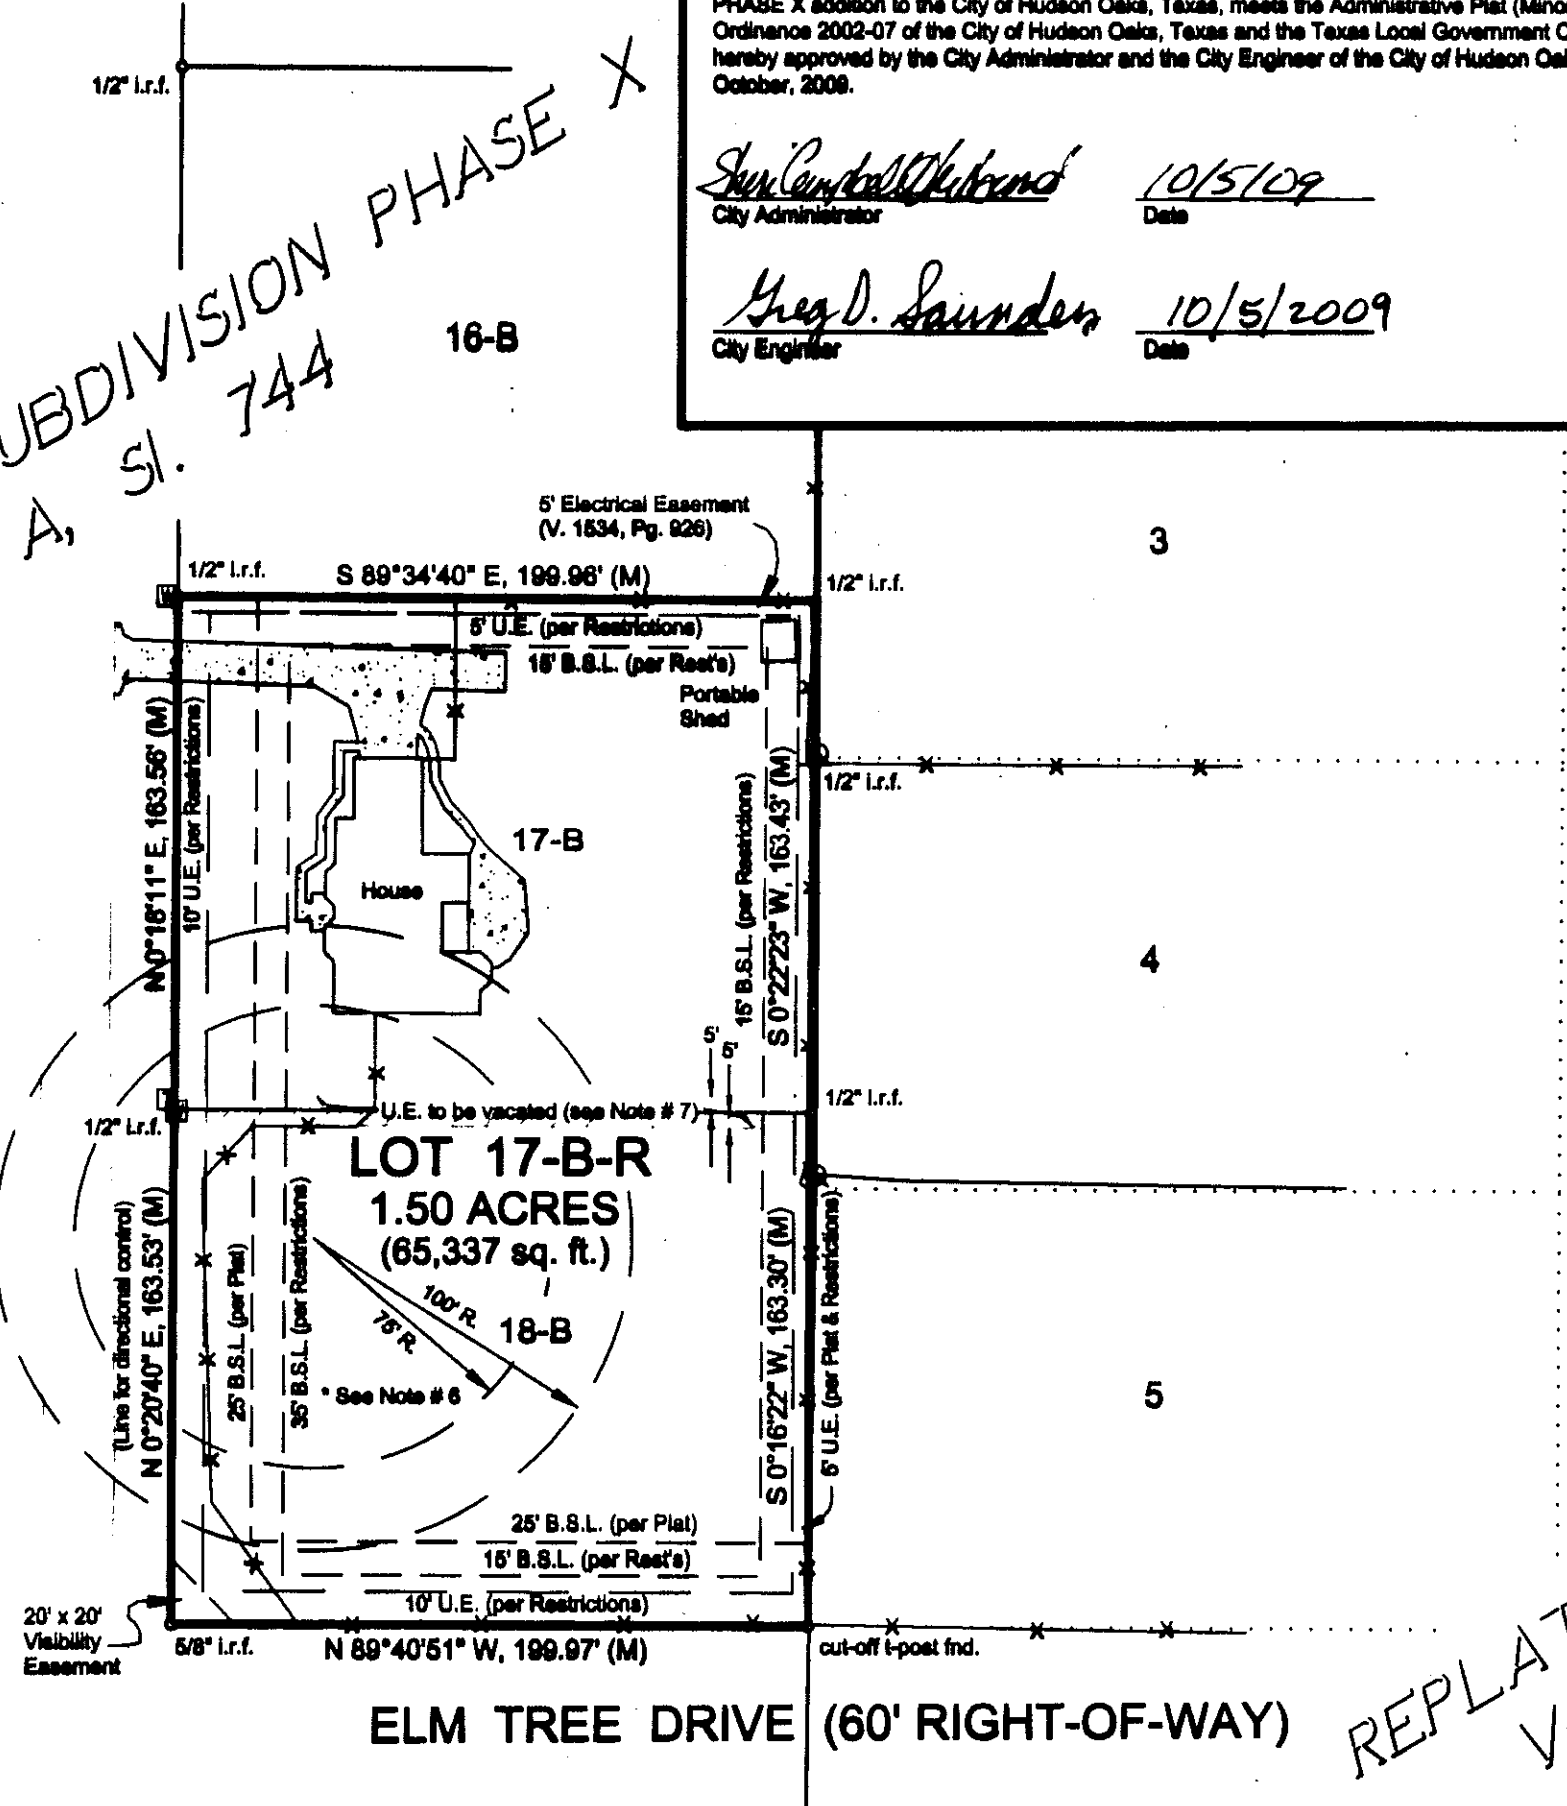 PHASE X addition to the City of Hudson Oaks, Texas, meets the Administrative Plat (Minor
Ordinance 2002-07 of the City of Hudson Oaks, Texas and the Texas Local Government
hereby approved by the City Administrator and the City Engineer of the City of Hudson
October, 2009.
10/5/09
City Administrator
Date
Greg D. Saunders
10/5/2009
City Engineer
Date
1/2" i.r.f.
UBDIVISION PHASE X
A, Sl. 744
16-B
5' Electrical Easement
(V. 1534, Pg. 926)
3
1/2" i.r.f.
S 89°34'40" E, 199.96' (M)
1/2" i.r.f.
5' U.E. (per Restrictions)
15' B.S.L. (per Rest's)
Portable
Shed
N 0°18'11" E, 163.56' (M)
10' U.E. (per Restrictions)
15' B.S.L. (per Restrictions)
S 0°22'23" W, 163.43' (M)
1/2" i.r.f.
17-B
House
4
5'
5'
1/2" i.r.f.
U.E. to be vacated (see Note # 7)
1/2" i.r.f.
LOT 17-B-R
1.50 ACRES
(65,337 sq. ft.)
(Line for directional control)
N 0°20'40" E, 163.53' (M)
25' B.S.L. (per Plat)
35' B.S.L. (per Restrictions)
100' R.
75' R.
18-B
* See Note # 6
S 0°16'22" W, 163.30' (M)
5' U.E. (per Plat & Restrictions)
5
25' B.S.L. (per Plat)
15' B.S.L. (per Rest's)
10' U.E. (per Restrictions)
20' x 20'
Visibility
Easement
5/8" i.r.f.
N 89°40'51" W, 199.97' (M)
cut-off t-post fnd.
ELM TREE DRIVE (60' RIGHT-OF-WAY)
REPLAT
V